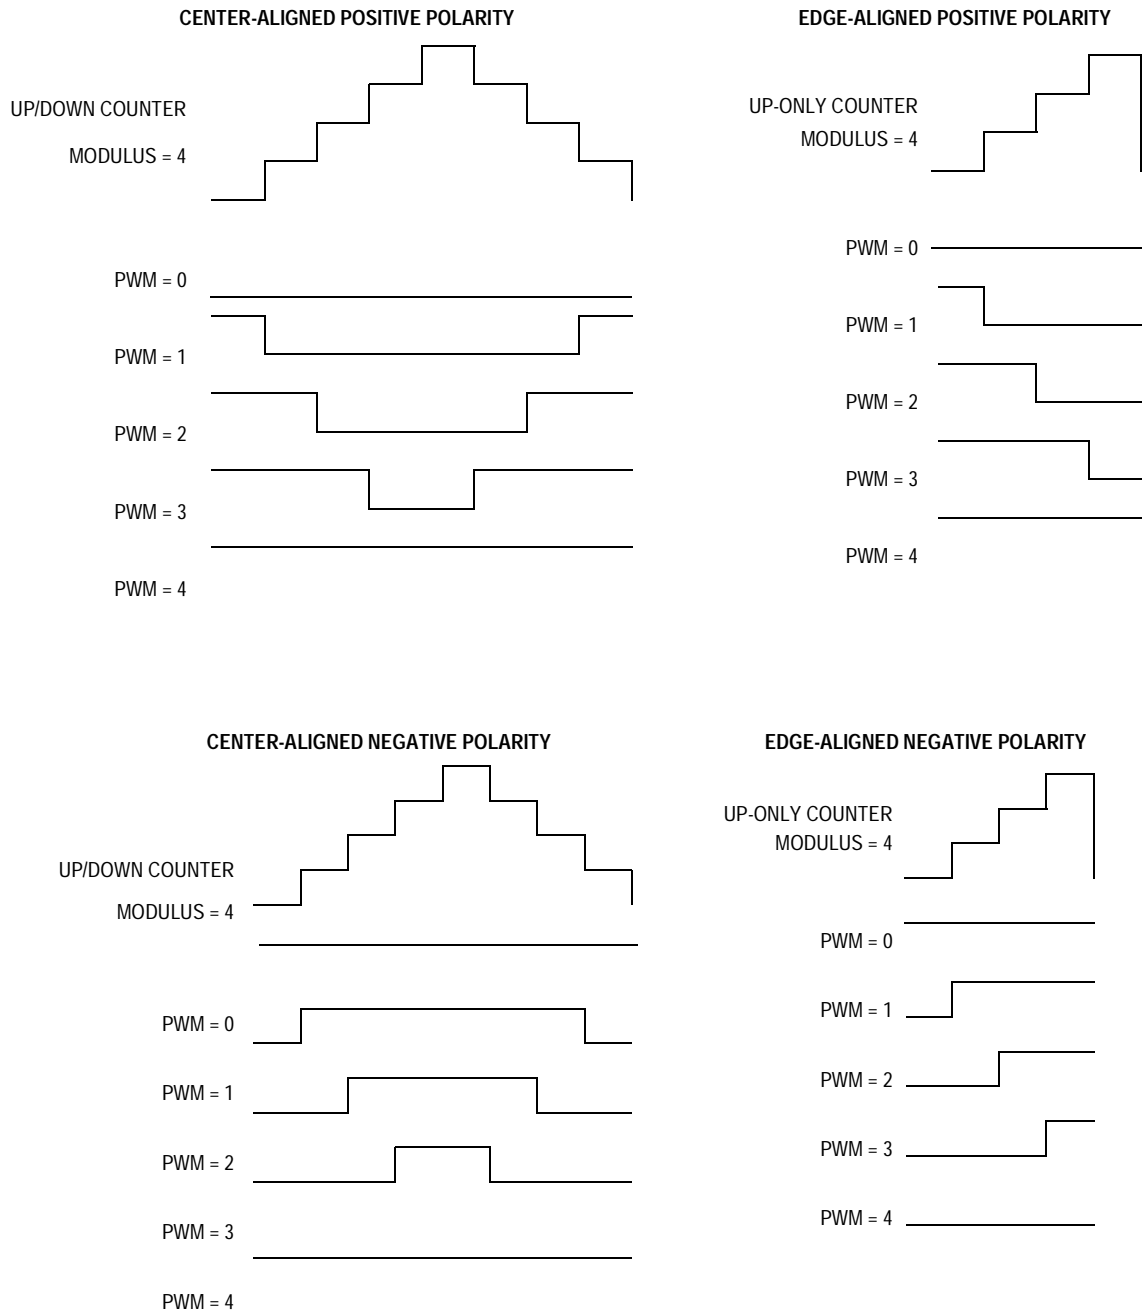 CENTER-ALIGNED POSITIVE POLARITY
UP/DOWN COUNTER
MODULUS = 4
PWM = 0
PWM = 1
PWM = 2
PWM = 3
PWM = 4
EDGE-ALIGNED POSITIVE POLARITY
UP-ONLY COUNTER
MODULUS = 4
PWM = 0
PWM = 1
PWM = 2
PWM = 3
PWM = 4
CENTER-ALIGNED NEGATIVE POLARITY
UP/DOWN COUNTER
MODULUS = 4
PWM = 0
PWM = 1
PWM = 2
PWM = 3
PWM = 4
EDGE-ALIGNED NEGATIVE POLARITY
UP-ONLY COUNTER
MODULUS = 4
PWM = 0
PWM = 1
PWM = 2
PWM = 3
PWM = 4